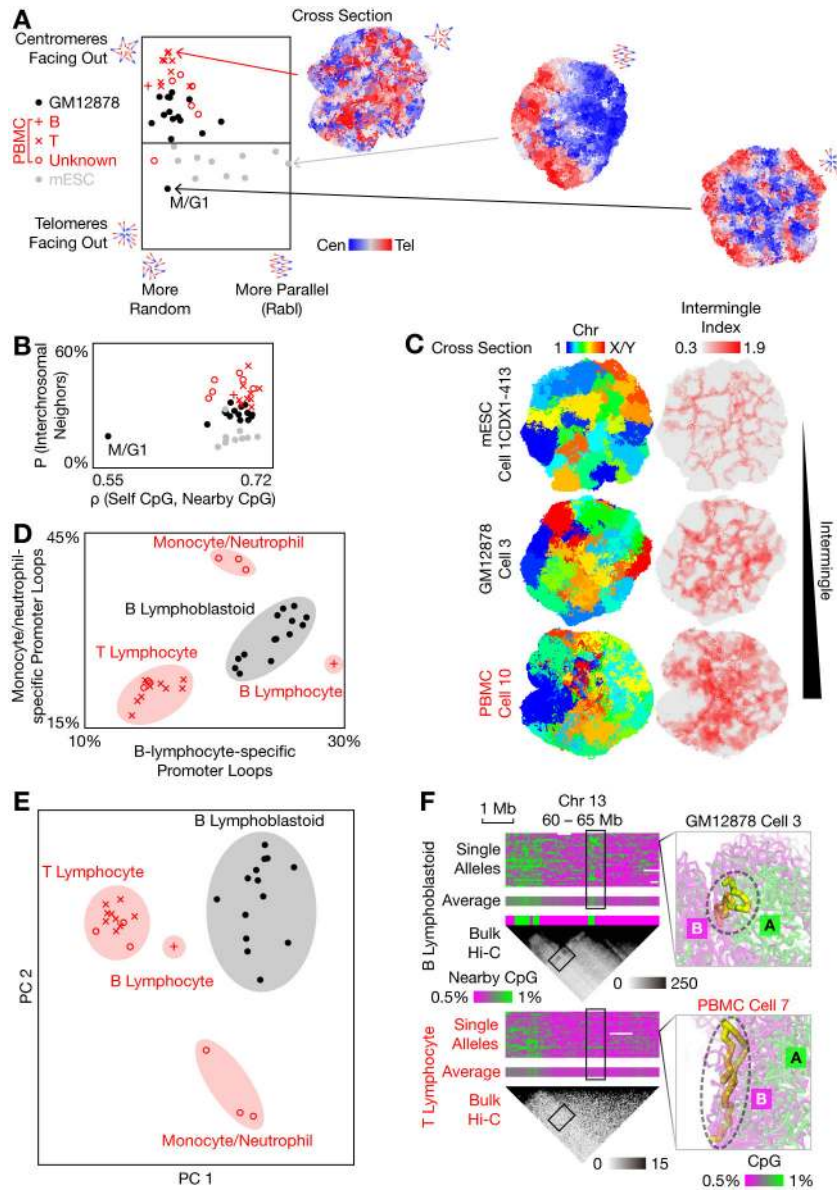 A
Cross Section
Centromeres
Facing Out
GM12878
PBMC
B
T
Unknown
mESC
M/G1
Telomeres
Facing Out
Cen
Tel
More
Random
More Parallel
(Rabl)
B
60%
P (Interchrosomal
Neighors)
0%
M/G1
0.55
0.72
ρ (Self CpG, Nearby CpG)
C
Cross Section
Chr
1
X/Y
Intermingle
Index
0.3
1.9
mESC
Cell 1CDX1-413
GM12878
Cell 3
PBMC
Cell 10
Intermingle
D
45%
Monocyte/neutrophil-
specific Promoter Loops
15%
Monocyte/Neutrophil
B Lymphoblastoid
T Lymphocyte
B Lymphocyte
10%
30%
B-lymphocyte-specific
Promoter Loops
E
B Lymphoblastoid
T Lymphocyte
B Lymphocyte
Monocyte/Neutrophil
PC 2
PC 1
F
1 Mb
Chr 13
60 – 65 Mb
GM12878 Cell 3
B Lymphoblastoid
Single
Alleles
Average
Bulk
Hi-C
B
A
Nearby CpG
0.5%
1%
0
250
PBMC Cell 7
T Lymphocyte
Single
Alleles
Average
Bulk
Hi-C
A
B
0
15
CpG
0.5%
1%